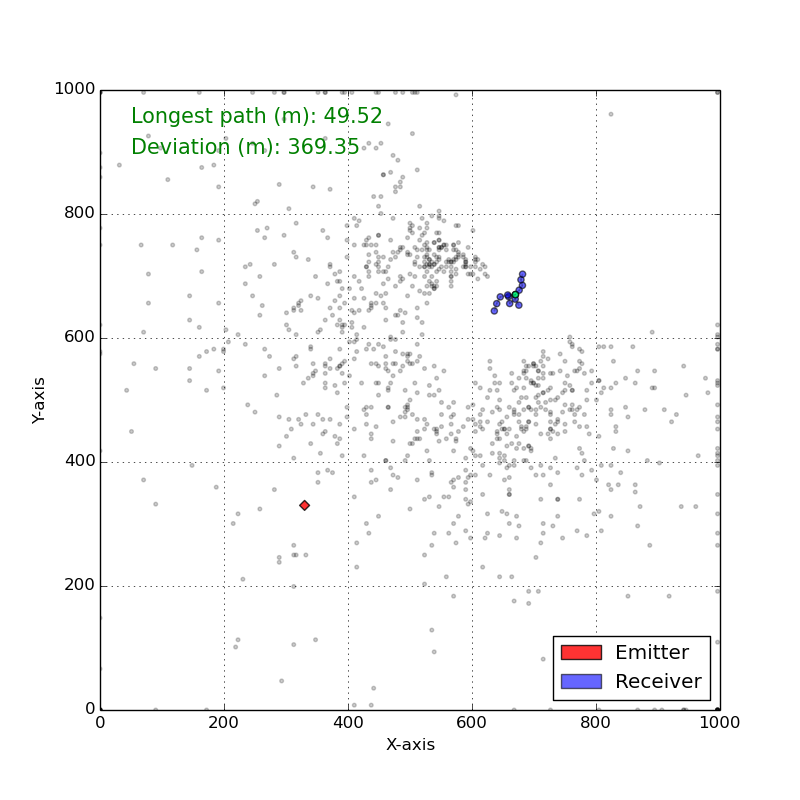 Longest path (m): 49.52
Deviation (m): 369.35
1000
800
600
400
200
0
Y-axis
0 200 400 600 800 1000
X-axis
Emitter
Receiver